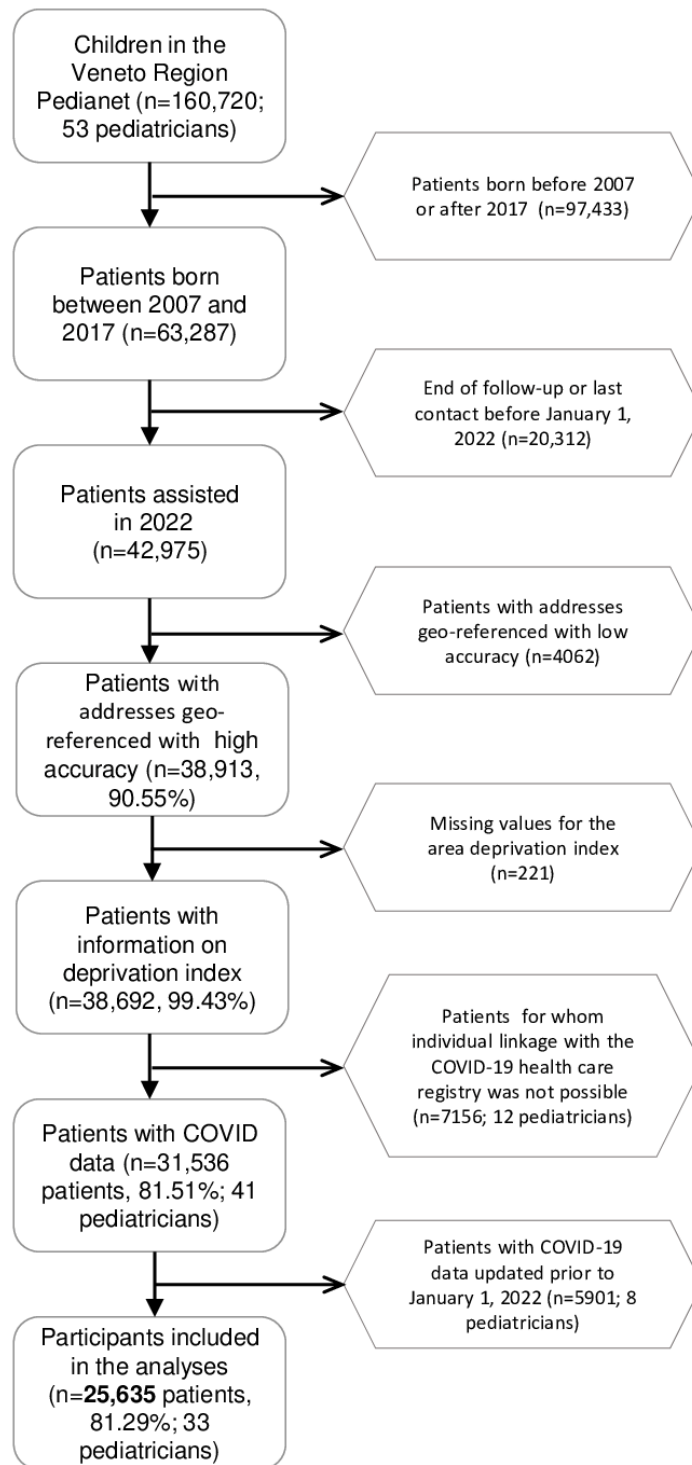 Children in the
Veneto Region
Pedianet (n=160,720;
53 pediatricians)
Patients born before 2007
or after 2017 (n=97,433)
Patients born
between 2007 and
2017 (n=63,287)
End of follow-up or last
contact before January 1,
2022 (n=20,312)
Patients assisted
in 2022
(n=42,975)
Patients with addresses
geo-referenced with low
accuracy (n=4062)
Patients with
addresses geo-
referenced with high
accuracy (n=38,913,
90.55%)
Missing values for the
area deprivation index
(n=221)
Patients with
information on
deprivation index
(n=38,692, 99.43%)
Patients for whom
individual linkage with the
COVID-19 health care
registry was not possible
(n=7156; 12 pediatricians)
Patients with COVID
data (n=31,536
patients, 81.51%; 41
pediatricians)
Patients with COVID-19
data updated prior to
January 1, 2022 (n=5901; 8
pediatricians)
Participants included
in the analyses
(n=25,635 patients,
81.29%; 33
pediatricians)